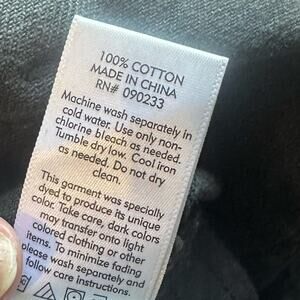 100% COTTON
MADE IN CHINA
RN# 090233
Machine wash separately in
cold water. Use only non-
chlorine bleach as needed.
Tumble dry low. Cool iron
as needed. Do not dry
clean.
This garment was specially
dyed to produce its unique
color. Take care, dark colors
may transfer onto light
colored clothing or other
items. To minimize fading
please wash separately and
follow care instructions.